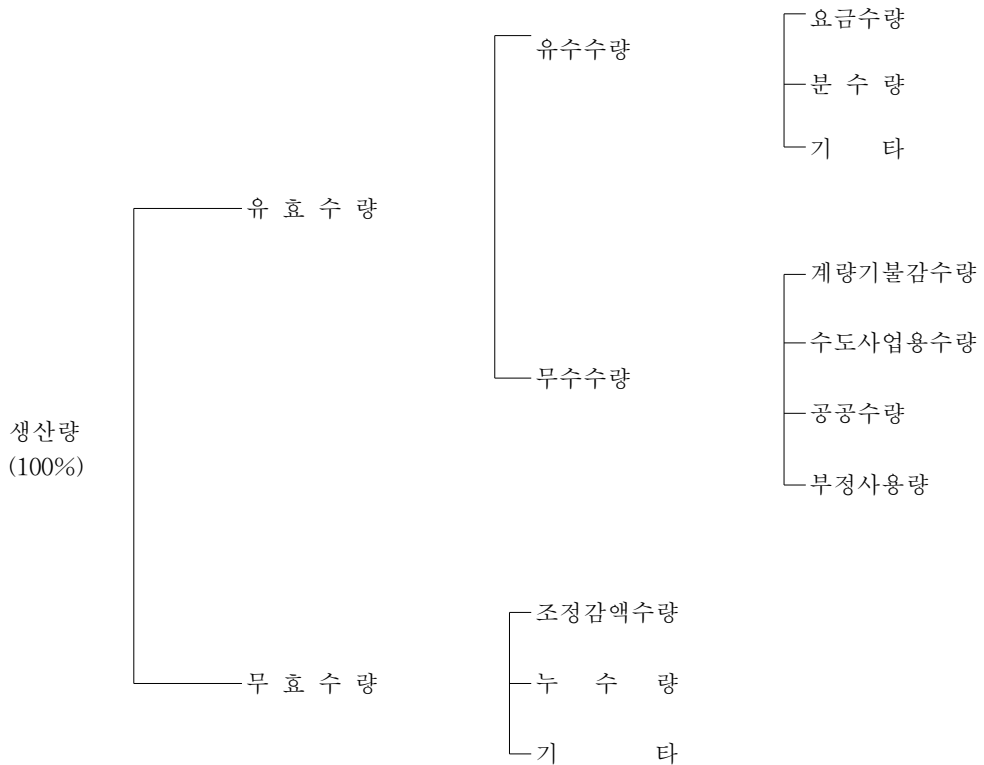 요금수량
유수수량
분 수 량
기 타
유 효 수 량
계량기불감수량
수도사업용수량
무수수량
공공수량
생산량
(100%)
부정사용량
조정감액수량
무 효 수 량
누 수 량
기 타